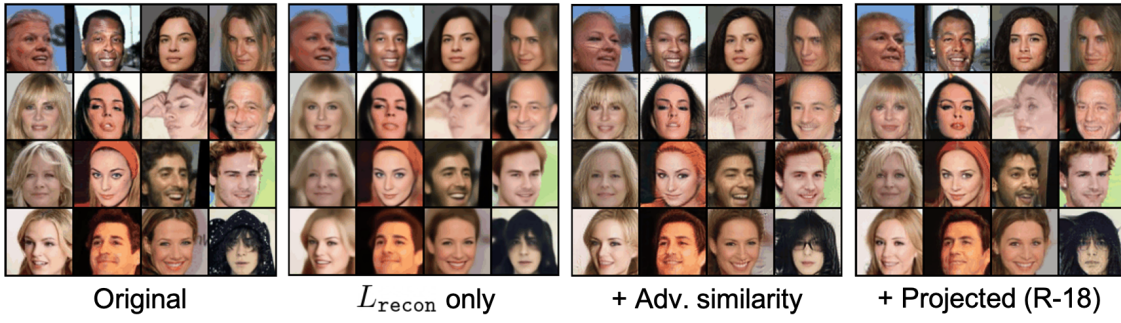 Original
L_recon only
+ Adv. similarity
+ Projected (R-18)